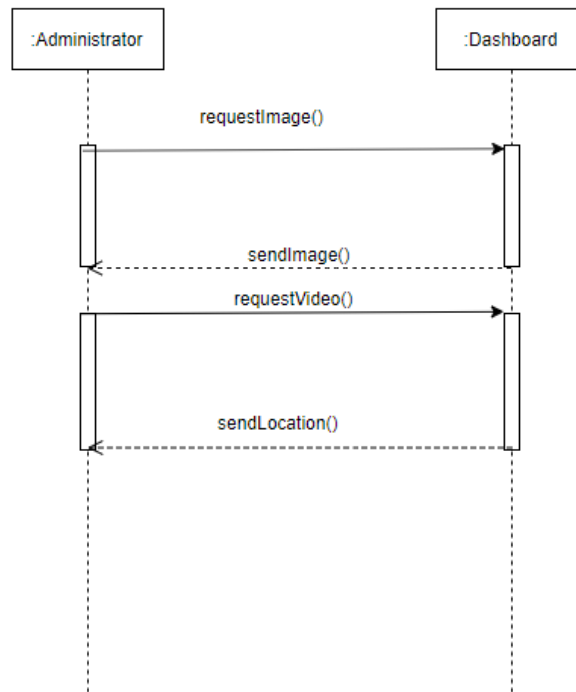 :Administrator
:Dashboard
requestImage()
sendImage()
requestVideo()
sendLocation()